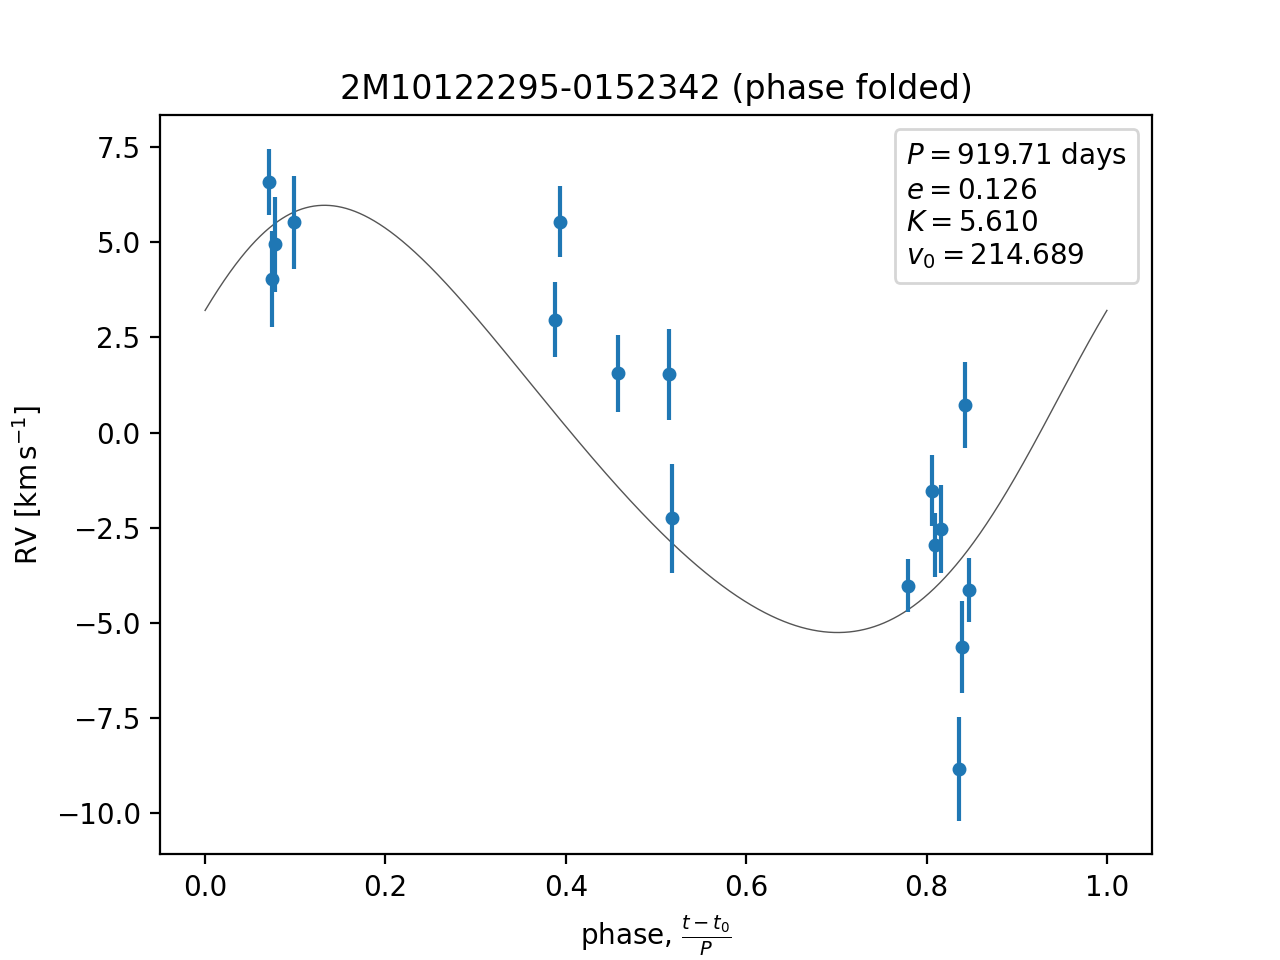 2M10122295-0152342 (phase folded)
P = 919.71 days
e = 0.126
K = 5.610
v₀ = 214.689
7.5
5.0
2.5
0.0
−2.5
−5.0
−7.5
−10.0
RV [km s⁻¹]
0.0 0.2 0.4 0.6 0.8 1.0
phase, (t − t₀)/P